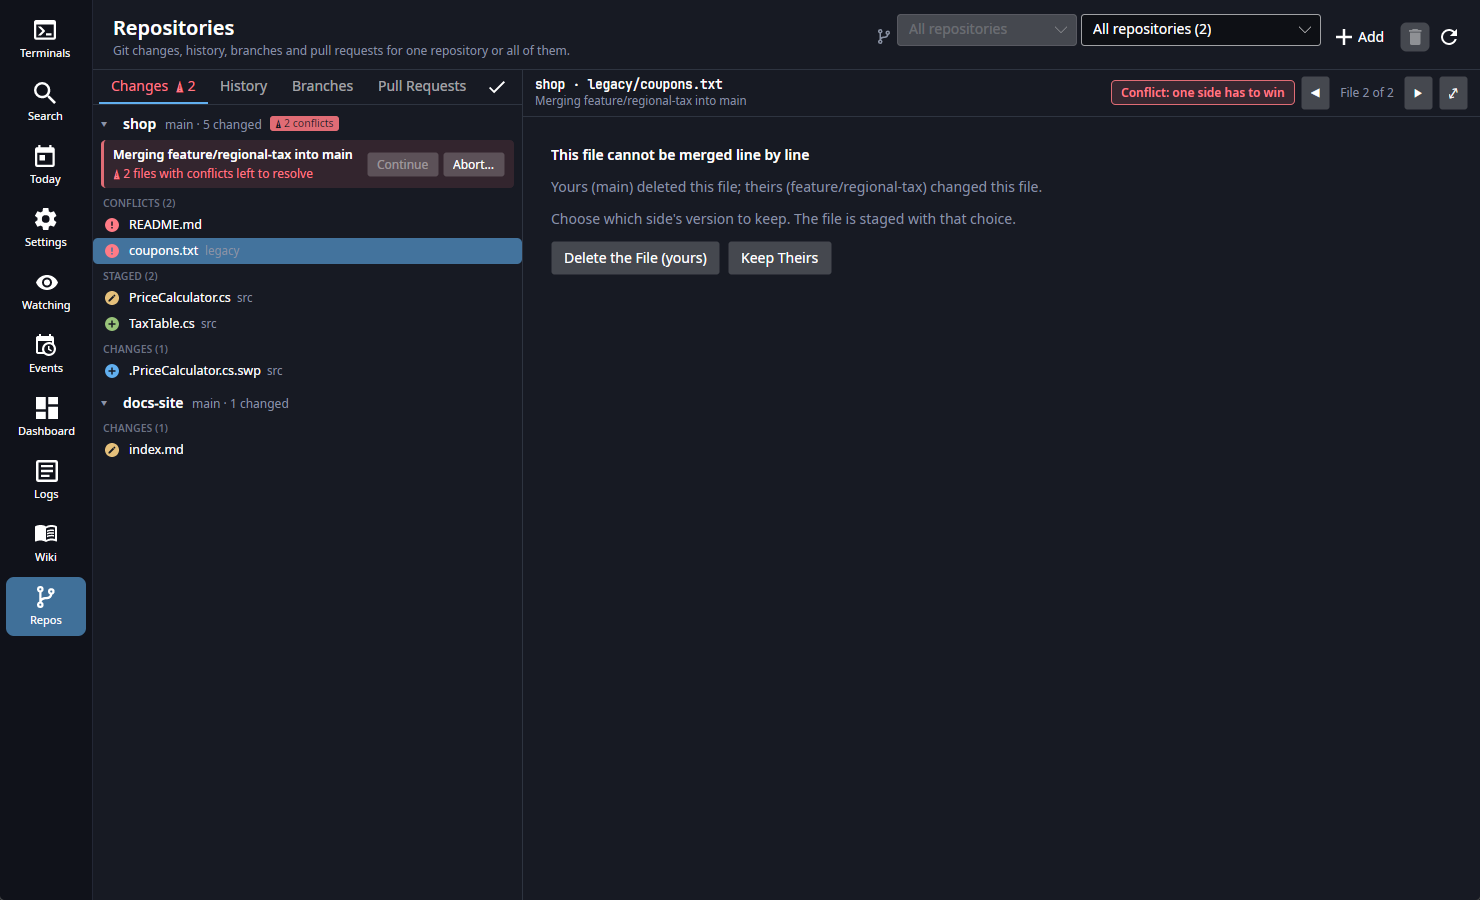 Terminals
Search
Today
Settings
Watching
Events
Dashboard
Logs
Wiki
Repos
Repositories
Git changes, history, branches and pull requests for one repository or all of them.
All repositories
All repositories (2)
Add
Changes 2
History
Branches
Pull Requests
shop main · 5 changed 2 conflicts
Merging feature/regional-tax into main
2 files with conflicts left to resolve
Continue
Abort...
CONFLICTS (2)
README.md
coupons.txt legacy
STAGED (2)
PriceCalculator.cs src
TaxTable.cs src
CHANGES (1)
.PriceCalculator.cs.swp src
docs-site main · 1 changed
CHANGES (1)
index.md
shop · legacy/coupons.txt
Merging feature/regional-tax into main
Conflict: one side has to win
File 2 of 2
This file cannot be merged line by line
Yours (main) deleted this file; theirs (feature/regional-tax) changed this file.
Choose which side's version to keep. The file is staged with that choice.
Delete the File (yours)
Keep Theirs